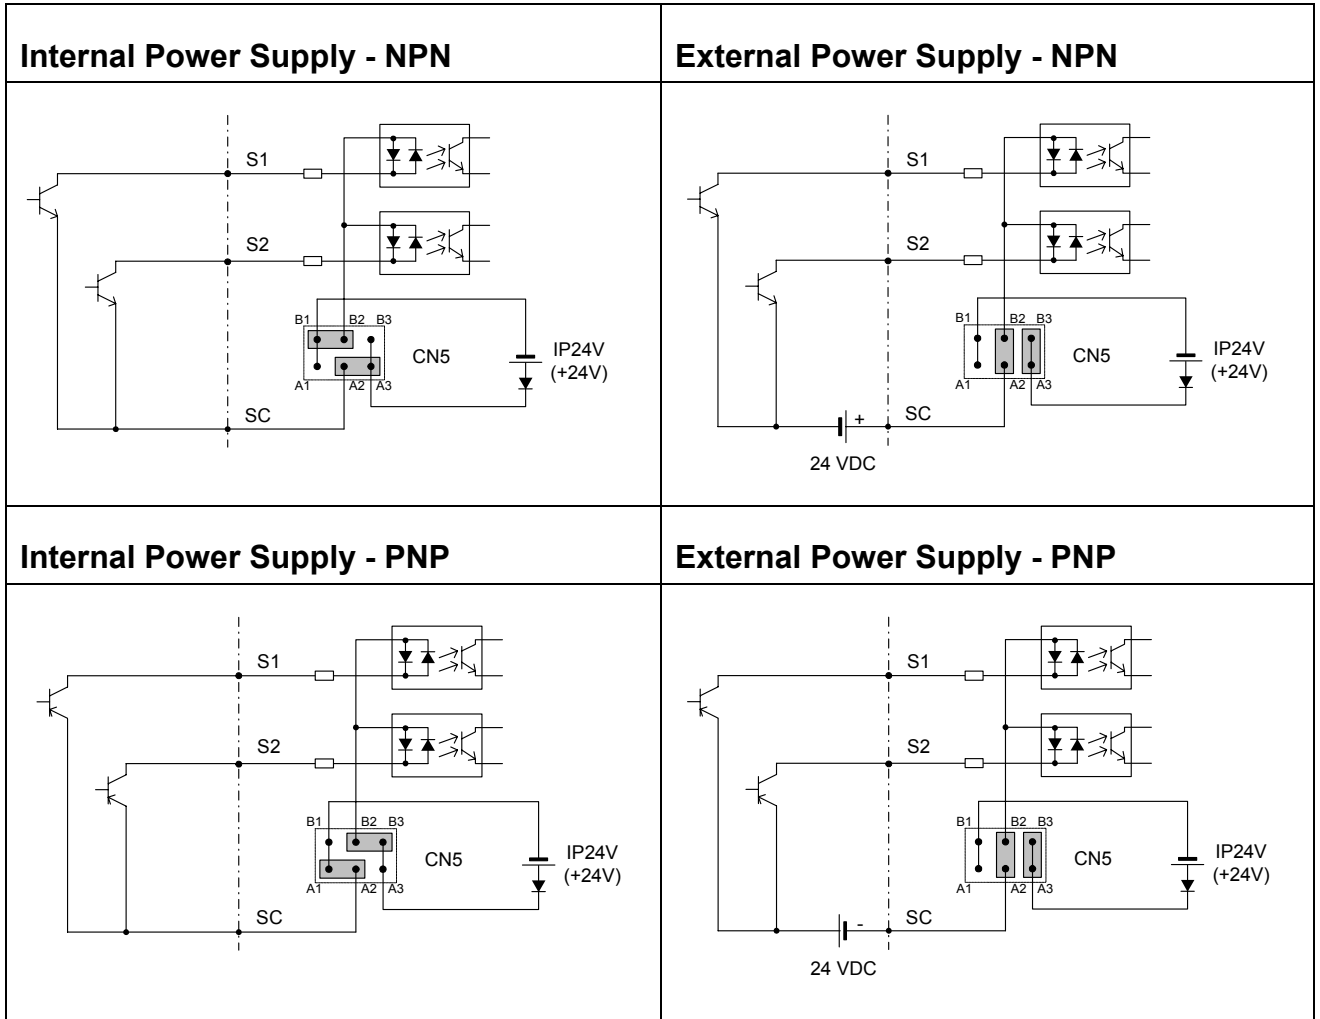 Internal Power Supply - NPN
External Power Supply - NPN
S1
S2
B1 B2 B3
CN5
IP24V
(+24V)
A1 A2 A3
SC
S1
S2
B1 B2 B3
CN5
IP24V
(+24V)
A1 A2 A3
+ SC
24 VDC
Internal Power Supply - PNP
External Power Supply - PNP
S1
S2
B1 B2 B3
CN5
IP24V
(+24V)
A1 A2 A3
SC
S1
S2
B1 B2 B3
CN5
IP24V
(+24V)
A1 A2 A3
- SC
24 VDC